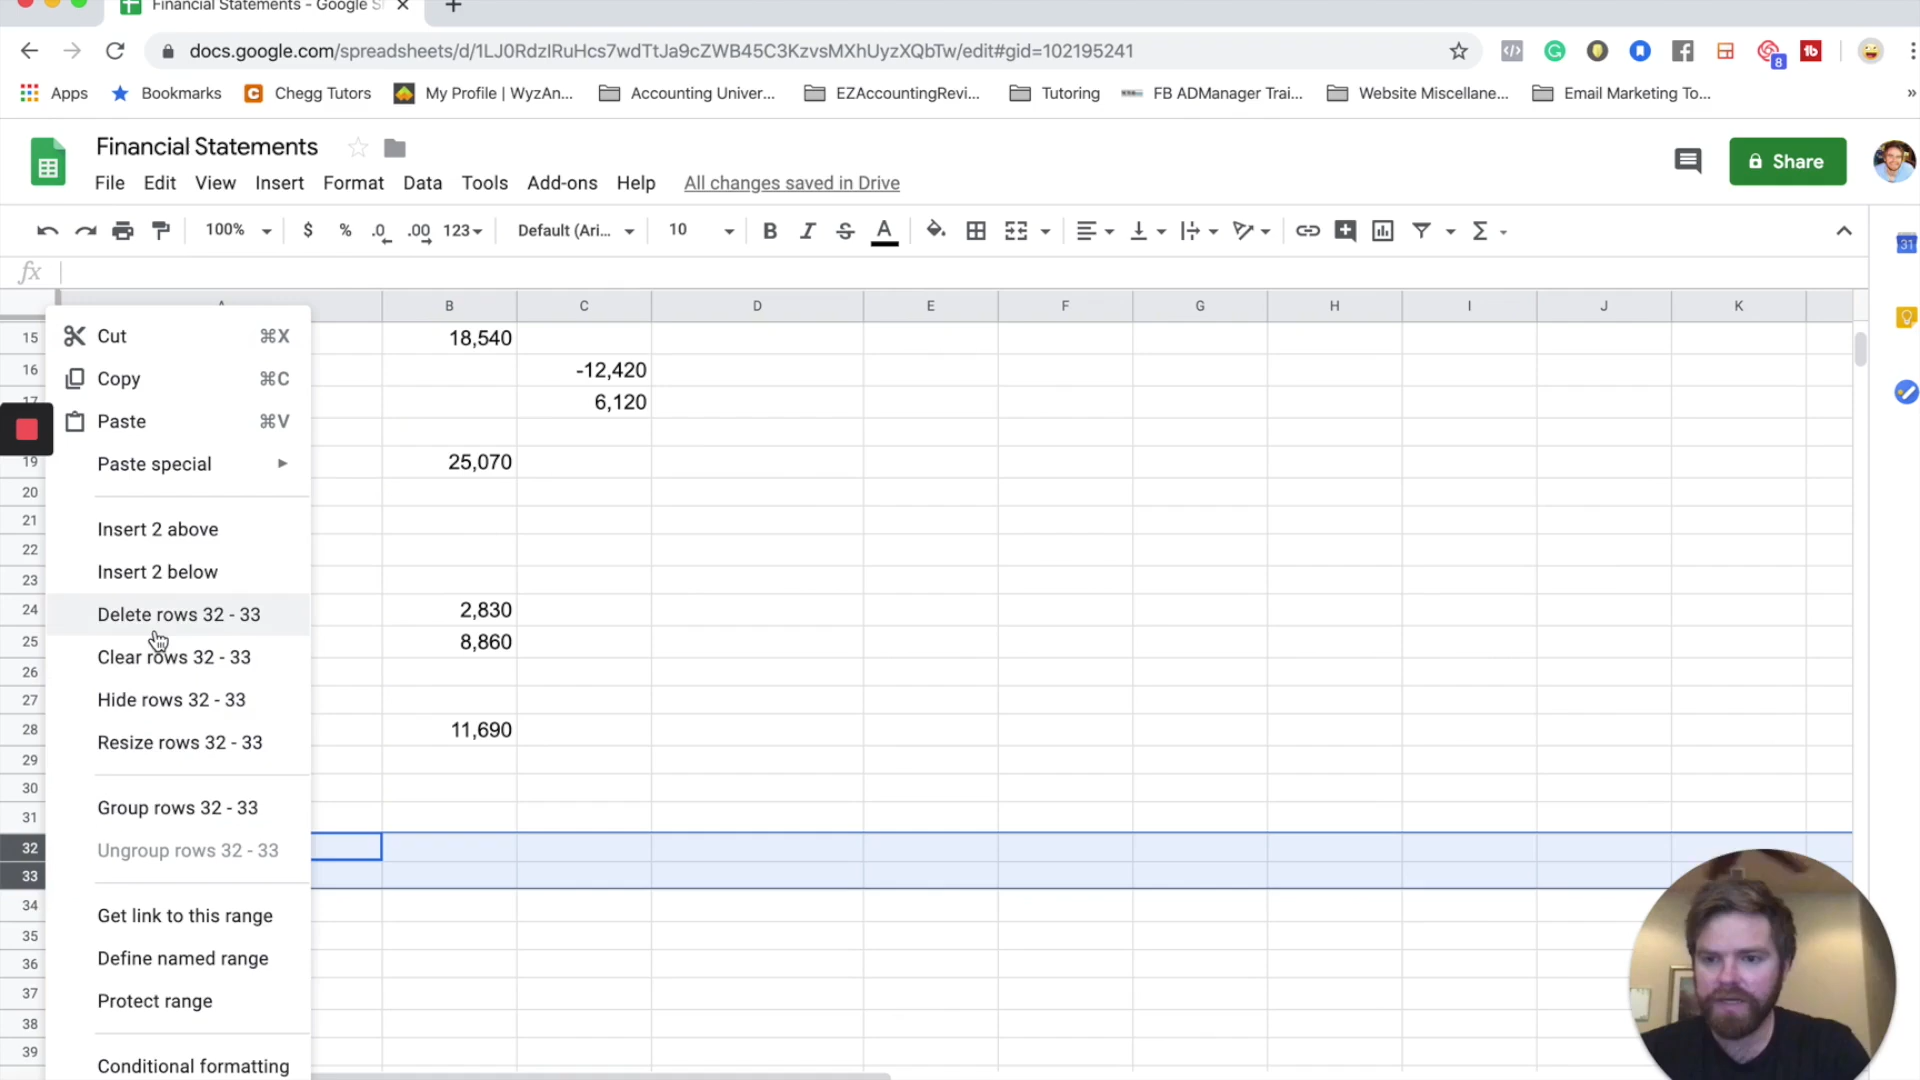 Financial Statements - Google S
docs.google.com/spreadsheets/d/1LJ0RdzIRuHcs7wdTtJa9cZWB45C3KzvsMXhUyzXQbTw/edit#gid=102195241
8
tb
Apps
Bookmarks
C
Chegg Tutors
My Profile | WyzAn...
Accounting Univer...
EZAccountingRevi...
Tutoring
FB ADManager Trai...
Website Miscellane...
Email Marketing To...
»
Financial Statements
Share
File Edit View Insert Format Data Tools Add-ons Help All changes saved in Drive
100% $ % .0 .00 123 Default (Ari... 10 B I S A Σ
31
fx
A B C D E F G H I J K
15 18,540
16 -12,420
17 6,120
19 25,070
20
21
22
23
24 2,830
25 8,860
26
27
28 11,690
29
30
31
32
33
34
35
36
37
38
39
Cut ⌘X
Copy ⌘C
Paste ⌘V
Paste special
Insert 2 above
Insert 2 below
Delete rows 32 - 33
Clear rows 32 - 33
Hide rows 32 - 33
Resize rows 32 - 33
Group rows 32 - 33
Ungroup rows 32 - 33
Get link to this range
Define named range
Protect range
Conditional formatting